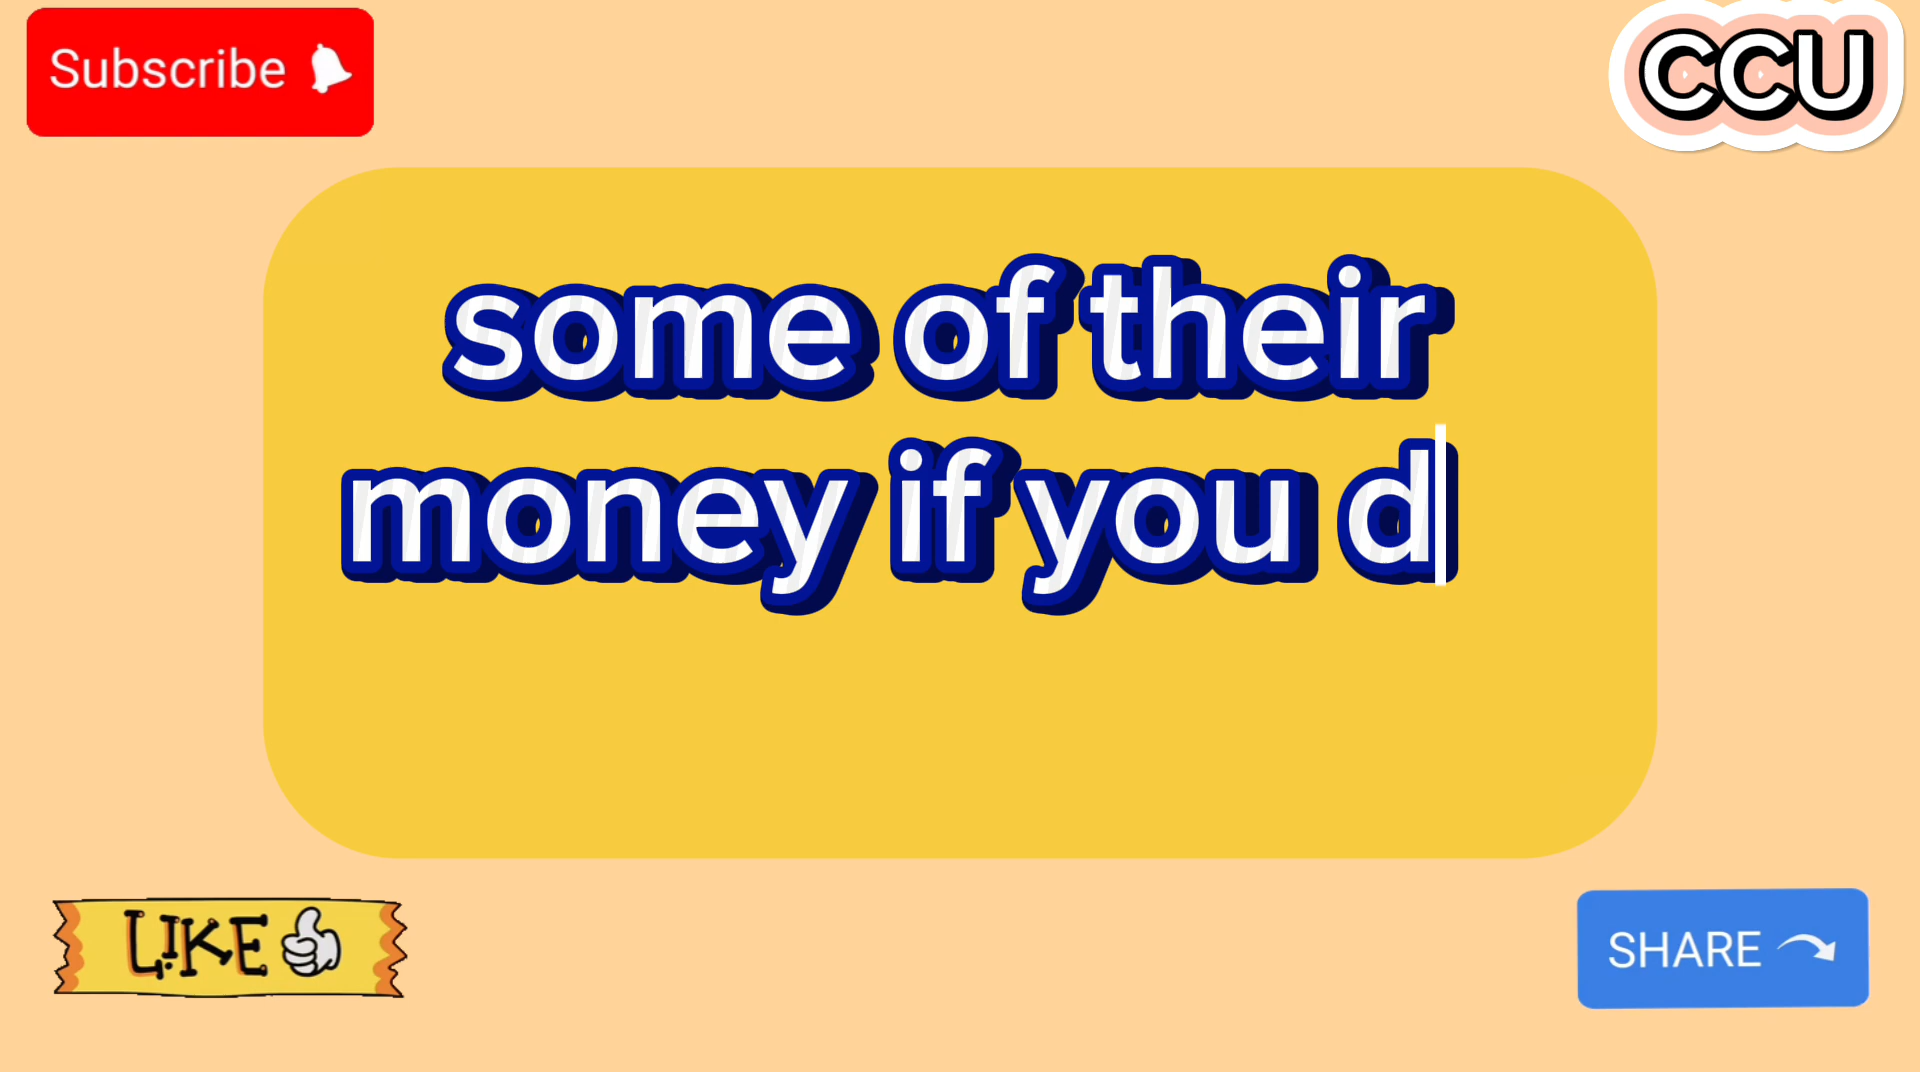 Subscribe
CCU
some of their
money if you d
LIKE
SHARE